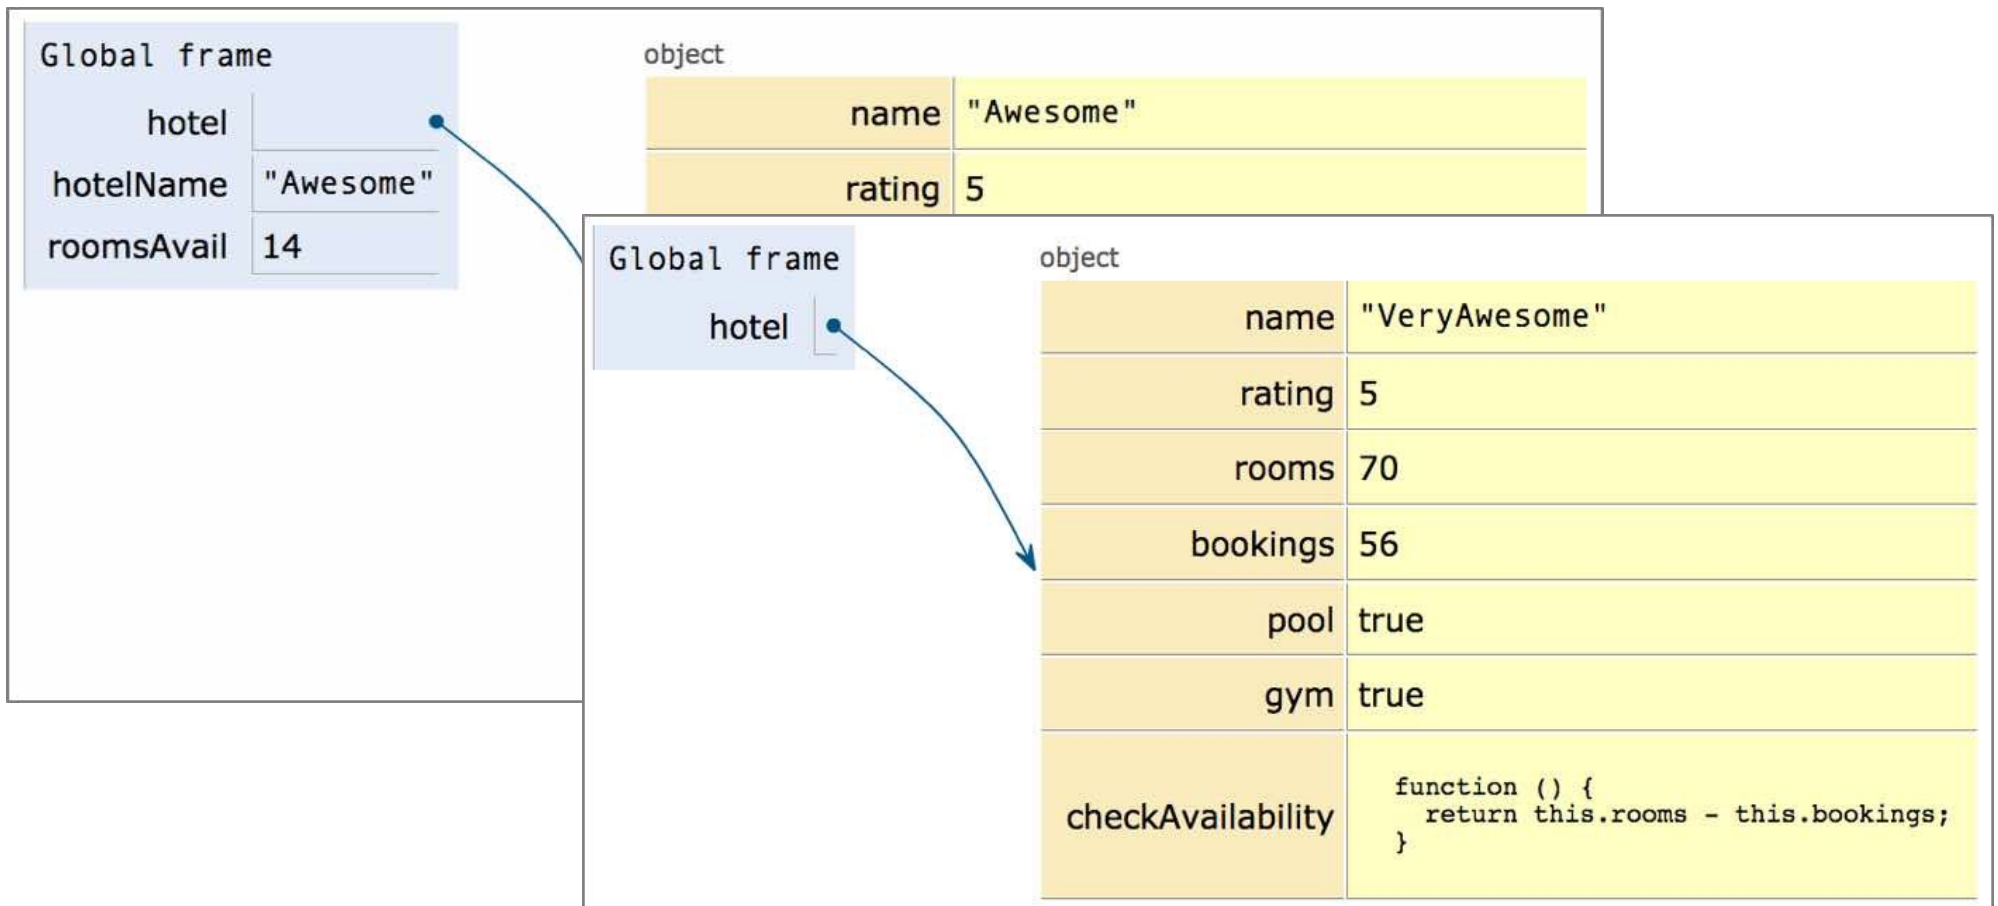 Global frame
hotel
hotelName "Awesome"
roomsAvail 14
object
name "Awesome"
rating 5
Global frame
hotel
object
name "VeryAwesome"
rating 5
rooms 70
bookings 56
pool true
gym true
checkAvailability
function () {
return this.rooms - this.bookings;
}